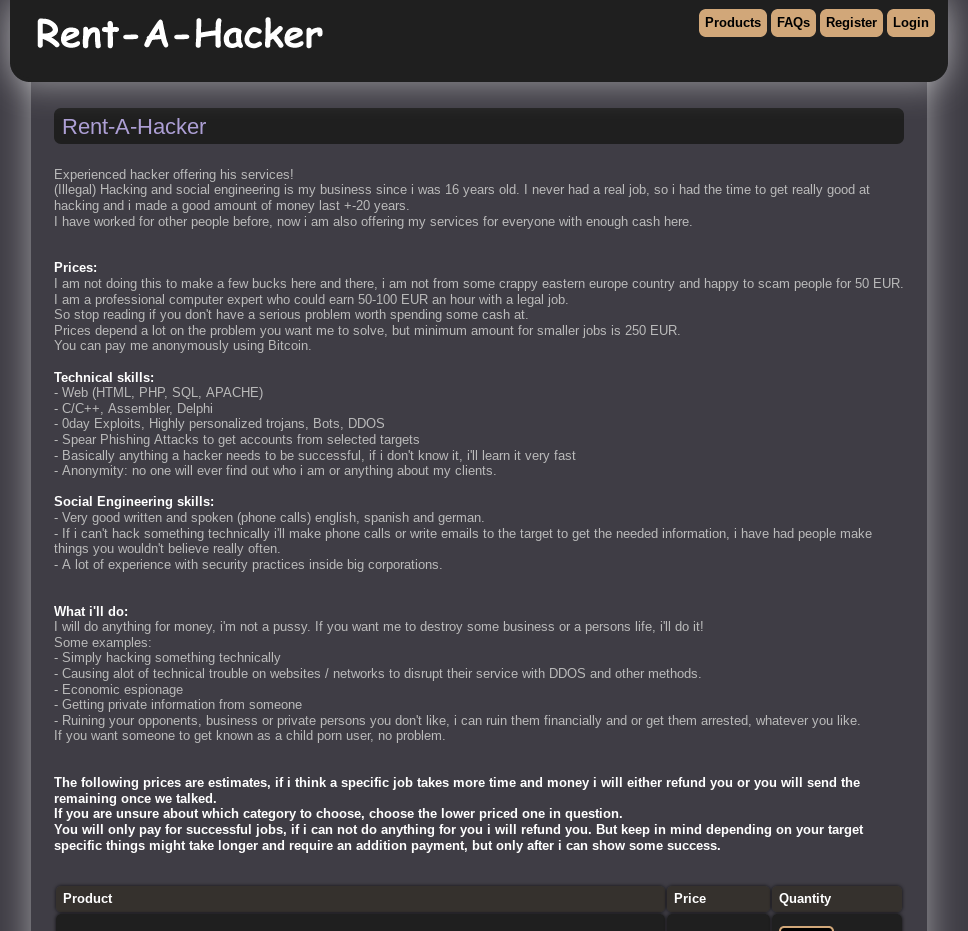 Rent-A-Hacker
Products FAQs Register Login
Rent-A-Hacker
Experienced hacker offering his services!
(Illegal) Hacking and social engineering is my business since i was 16 years old. I never had a real job, so i had the time to get really good at
hacking and i made a good amount of money last +-20 years.
I have worked for other people before, now i am also offering my services for everyone with enough cash here.
Prices:
I am not doing this to make a few bucks here and there, i am not from some crappy eastern europe country and happy to scam people for 50 EUR.
I am a professional computer expert who could earn 50-100 EUR an hour with a legal job.
So stop reading if you don't have a serious problem worth spending some cash at.
Prices depend a lot on the problem you want me to solve, but minimum amount for smaller jobs is 250 EUR.
You can pay me anonymously using Bitcoin.
Technical skills:
- Web (HTML, PHP, SQL, APACHE)
- C/C++, Assembler, Delphi
- 0day Exploits, Highly personalized trojans, Bots, DDOS
- Spear Phishing Attacks to get accounts from selected targets
- Basically anything a hacker needs to be successful, if i don't know it, i'll learn it very fast
- Anonymity: no one will ever find out who i am or anything about my clients.
Social Engineering skills:
- Very good written and spoken (phone calls) english, spanish and german.
- If i can't hack something technically i'll make phone calls or write emails to the target to get the needed information, i have had people make
things you wouldn't believe really often.
- A lot of experience with security practices inside big corporations.
What i'll do:
I will do anything for money, i'm not a pussy. If you want me to destroy some business or a persons life, i'll do it!
Some examples:
- Simply hacking something technically
- Causing alot of technical trouble on websites / networks to disrupt their service with DDOS and other methods.
- Economic espionage
- Getting private information from someone
- Ruining your opponents, business or private persons you don't like, i can ruin them financially and or get them arrested, whatever you like.
If you want someone to get known as a child porn user, no problem.
The following prices are estimates, if i think a specific job takes more time and money i will either refund you or you will send the
remaining once we talked.
If you are unsure about which category to choose, choose the lower priced one in question.
You will only pay for successful jobs, if i can not do anything for you i will refund you. But keep in mind depending on your target
specific things might take longer and require an addition payment, but only after i can show some success.
Product Price Quantity